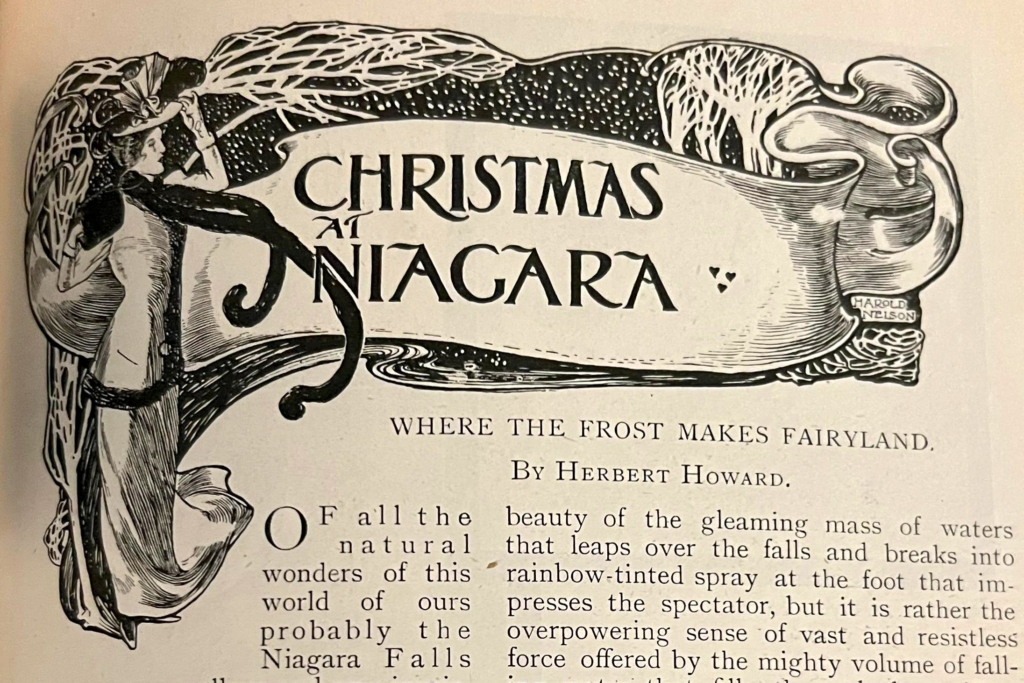 CHRISTMAS
AT
NIAGARA
HAROLD
NELSON
WHERE THE FROST MAKES FAIRYLAND.
BY HERBERT HOWARD.
OF all the
natural
wonders of this
world of ours
probably the
Niagara Falls
beauty of the gleaming mass of waters
that leaps over the falls and breaks into
rainbow-tinted spray at the foot that im-
presses the spectator, but it is rather the
overpowering sense of vast and resistless
force offered by the mighty volume of fall-